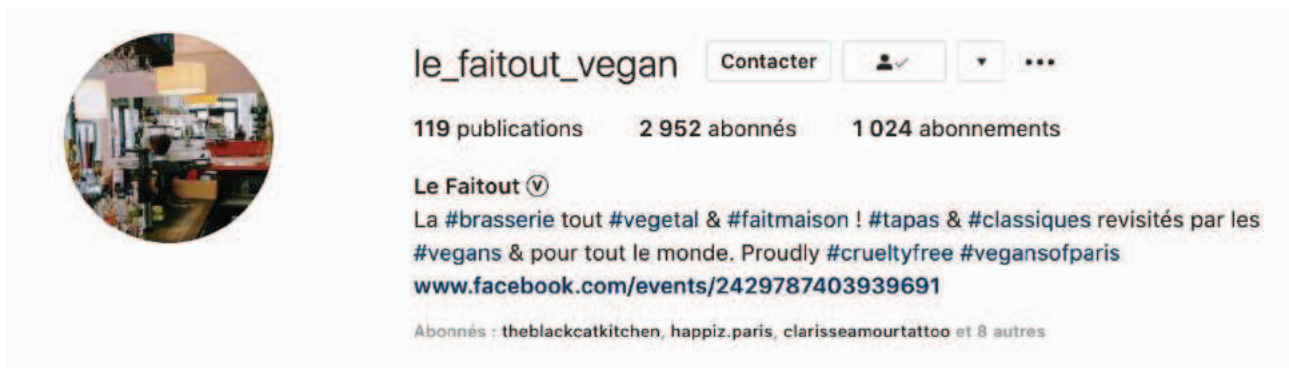 le_faitout_vegan Contacter
119 publications 2 952 abonnés 1 024 abonnements
Le Faitout Ⓥ
La #brasserie tout #vegetal & #faitmaison ! #tapas & #classiques revisités par les
#vegans & pour tout le monde. Proudly #crueltyfree #vegansofparis
www.facebook.com/events/2429787403939691
Abonnés : theblackcatkitchen, happiz.paris, clarisseamourtattoo et 8 autres